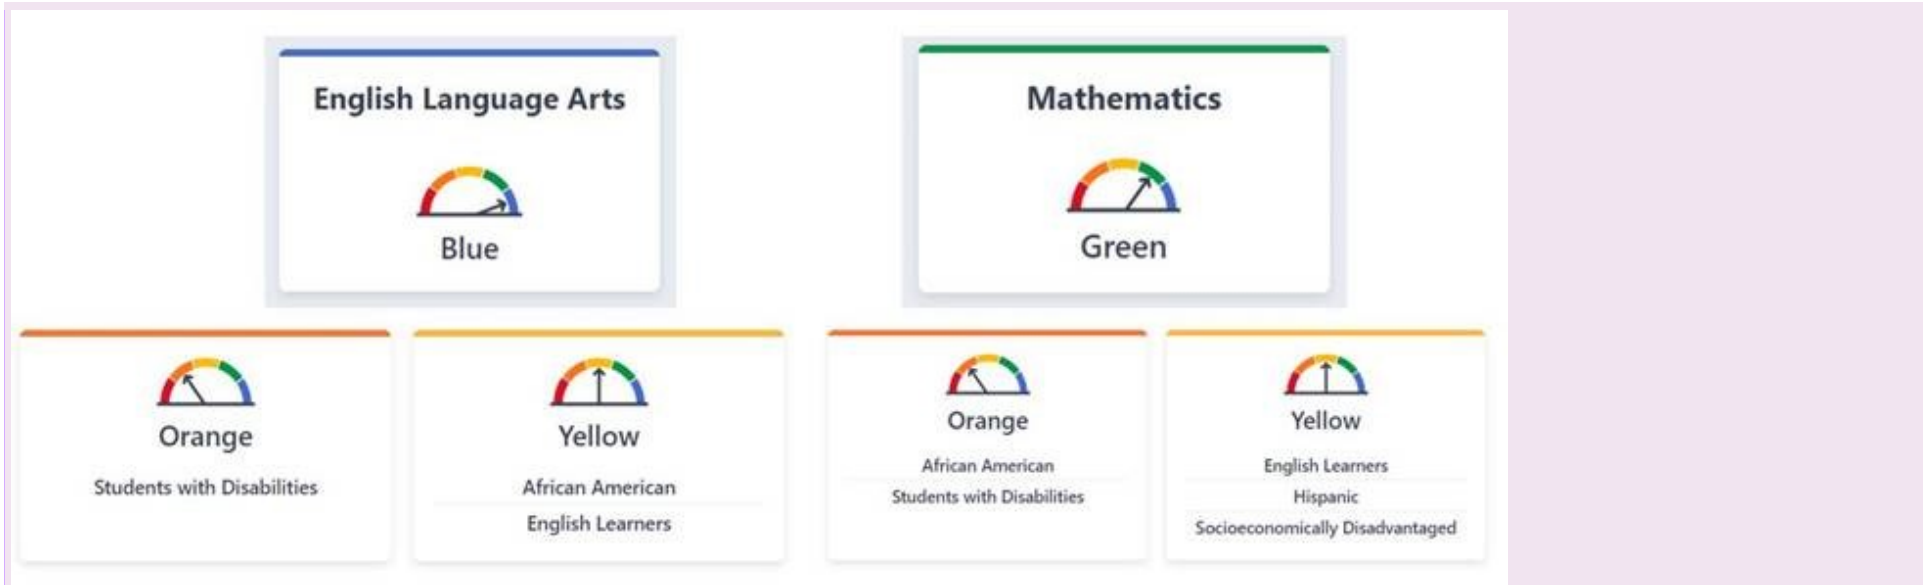 English Language Arts
Blue
Mathematics
Green
Orange
Students with Disabilities
Yellow
African American
English Learners
Orange
African American
Students with Disabilities
Yellow
English Learners
Hispanic
Socioeconomically Disadvantaged